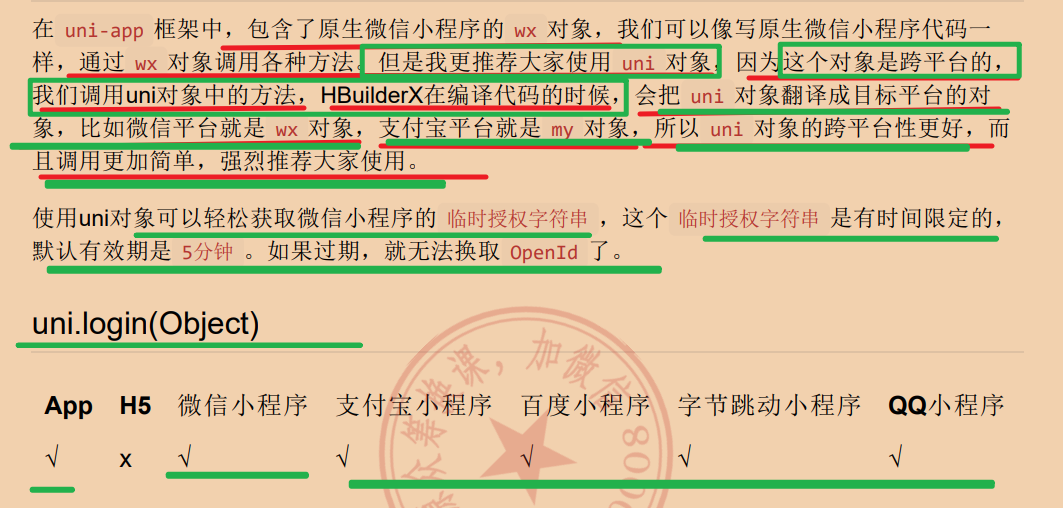 在 uni-app 框架中，包含了原生微信小程序的 wx 对象，我们可以像写原生微信小程序代码一
样，通过 wx 对象调用各种方法。但是我更推荐大家使用 uni 对象，因为这个对象是跨平台的，
我们调用uni对象中的方法，HBuilderX在编译代码的时候，会把 uni 对象翻译成目标平台的对
象，比如微信平台就是 wx 对象，支付宝平台就是 my 对象，所以 uni 对象的跨平台性更好，而
且调用更加简单，强烈推荐大家使用。
使用uni对象可以轻松获取微信小程序的 临时授权字符串 ，这个 临时授权字符串 是有时间限定的，
默认有效期是 5分钟 。如果过期，就无法换取 OpenId 了。
uni.login(Object)
App H5 微信小程序 支付宝小程序 百度小程序 字节跳动小程序 QQ小程序
√ x √ √ √ √ √
众筹换课，加微信